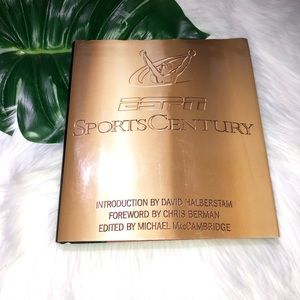 ESPN
SPORTSCENTURY
INTRODUCTION BY DAVID HALBERSTAM
FOREWORD BY CHRIS BERMAN
EDITED BY MICHAEL MacCAMBRIDGE